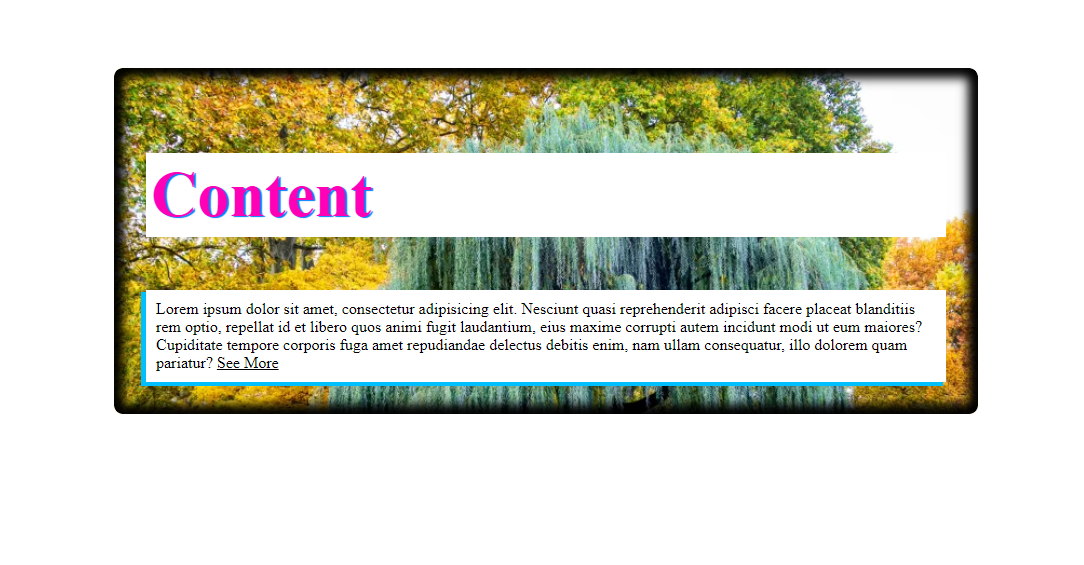 Content
Lorem ipsum dolor sit amet, consectetur adipisicing elit. Nesciunt quasi reprehenderit adipisci facere placeat blanditiis
rem optio, repellat id et libero quos animi fugit laudantium, eius maxime corrupti autem incidunt modi ut eum maiores?
Cupiditate tempore corporis fuga amet repudiandae delectus debitis enim, nam ullam consequatur, illo dolorem quam
pariatur? See More